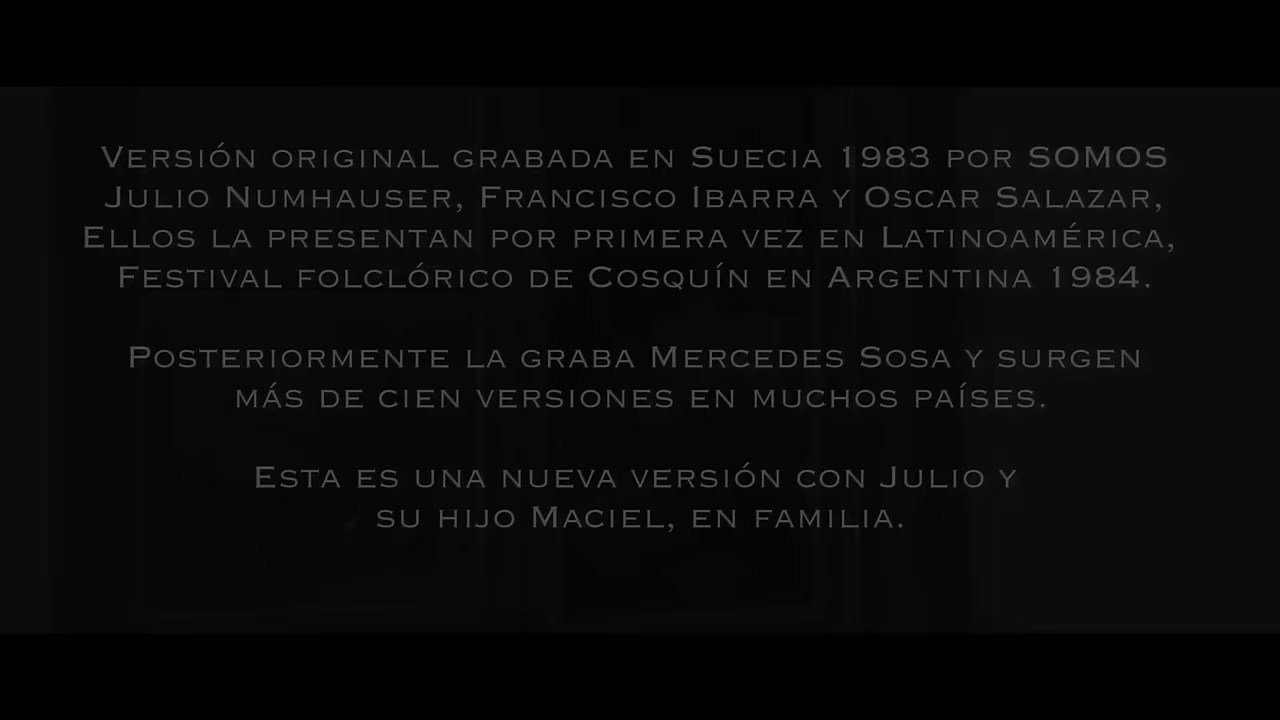 Versión original grabada en Suecia 1983 por SOMOS
Julio Numhauser, Francisco Ibarra y Oscar Salazar,
Ellos la presentan por primera vez en Latinoamérica,
Festival folclórico de Cosquín en Argentina 1984.
Posteriormente la graba Mercedes Sosa y surgen
más de cien versiones en muchos países.
Esta es una nueva versión con Julio y
su hijo Maciel, en familia.